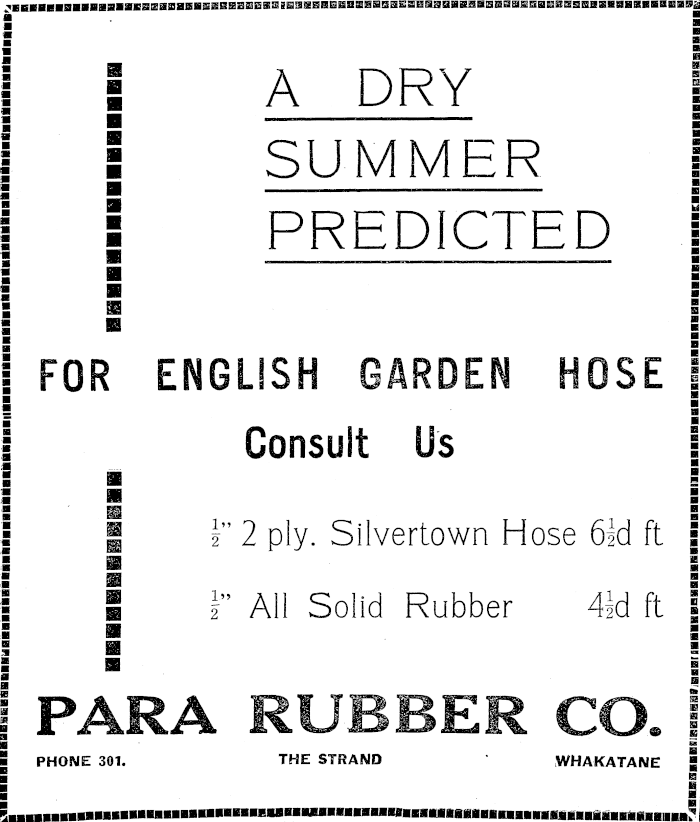 A DRY
SUMMER
PREDICTED
FOR ENGLISH GARDEN HOSE
Consult Us
½" 2 ply. Silvertown Hose 6½d ft
½" All Solid Rubber 4½d ft
PARA RUBBER CO.
PHONE 301. THE STRAND WHAKATANE